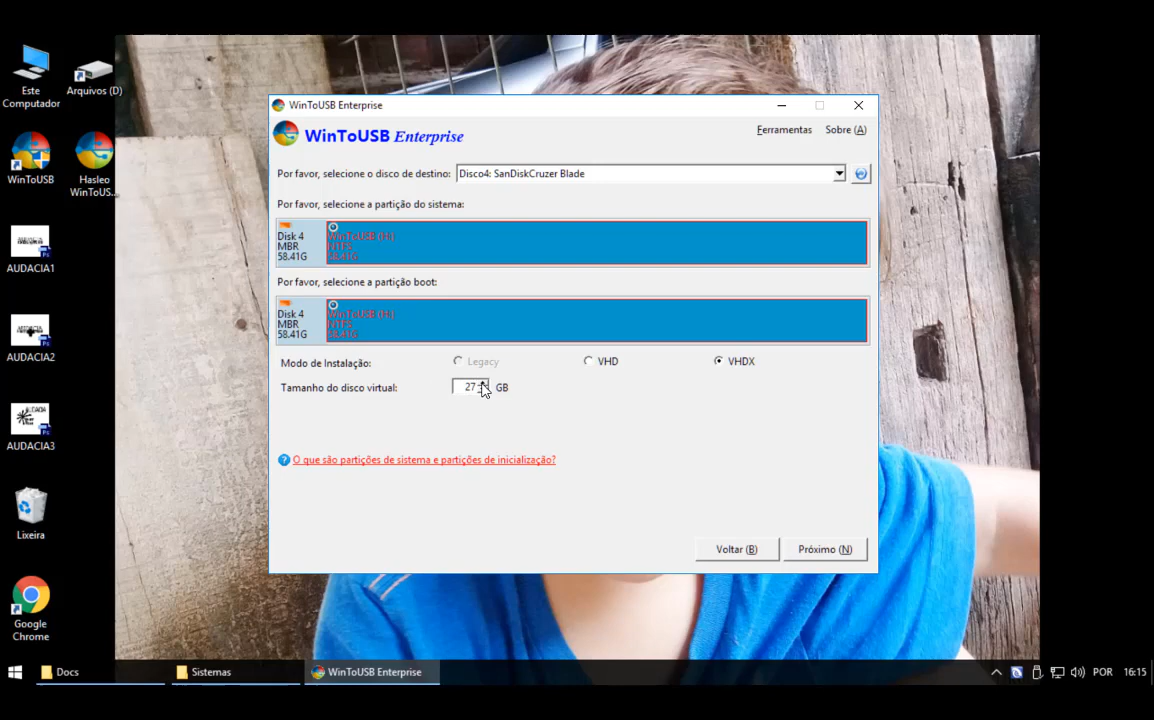 Este
Computador
Arquivos (D)
WinToUSB
Hasleo
WinToUS...
AUDACIA1
AUDACIA2
AUDACIA3
Lixeira
Google
Chrome
WinToUSB Enterprise
WinToUSB Enterprise
Ferramentas
Sobre (A)
Por favor, selecione o disco de destino:
Disco4: SanDiskCruzer Blade
Por favor, selecione a partição do sistema:
Disk 4
MBR
58.41G
WinToUSB (H:)
NTFS
58.41G
Por favor, selecione a partição boot:
Disk 4
MBR
58.41G
WinToUSB (H:)
NTFS
58.41G
Modo de Instalação:
Legacy
VHD
VHDX
Tamanho do disco virtual:
27
GB
O que são partições de sistema e partições de inicialização?
Voltar (B)
Próximo (N)
Docs
Sistemas
WinToUSB Enterprise
POR
16:15